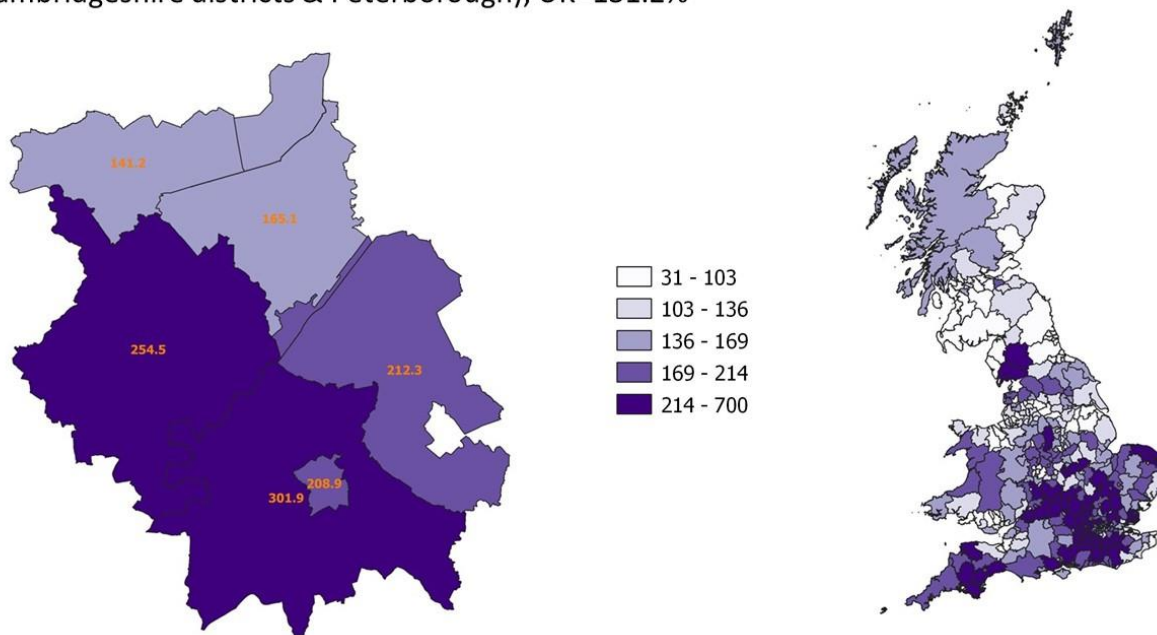 districts & Peterborough), UK
141.2
165.1
254.5
212.3
208.9
301.9
31 - 103
103 - 136
136 - 169
169 - 214
214 - 700